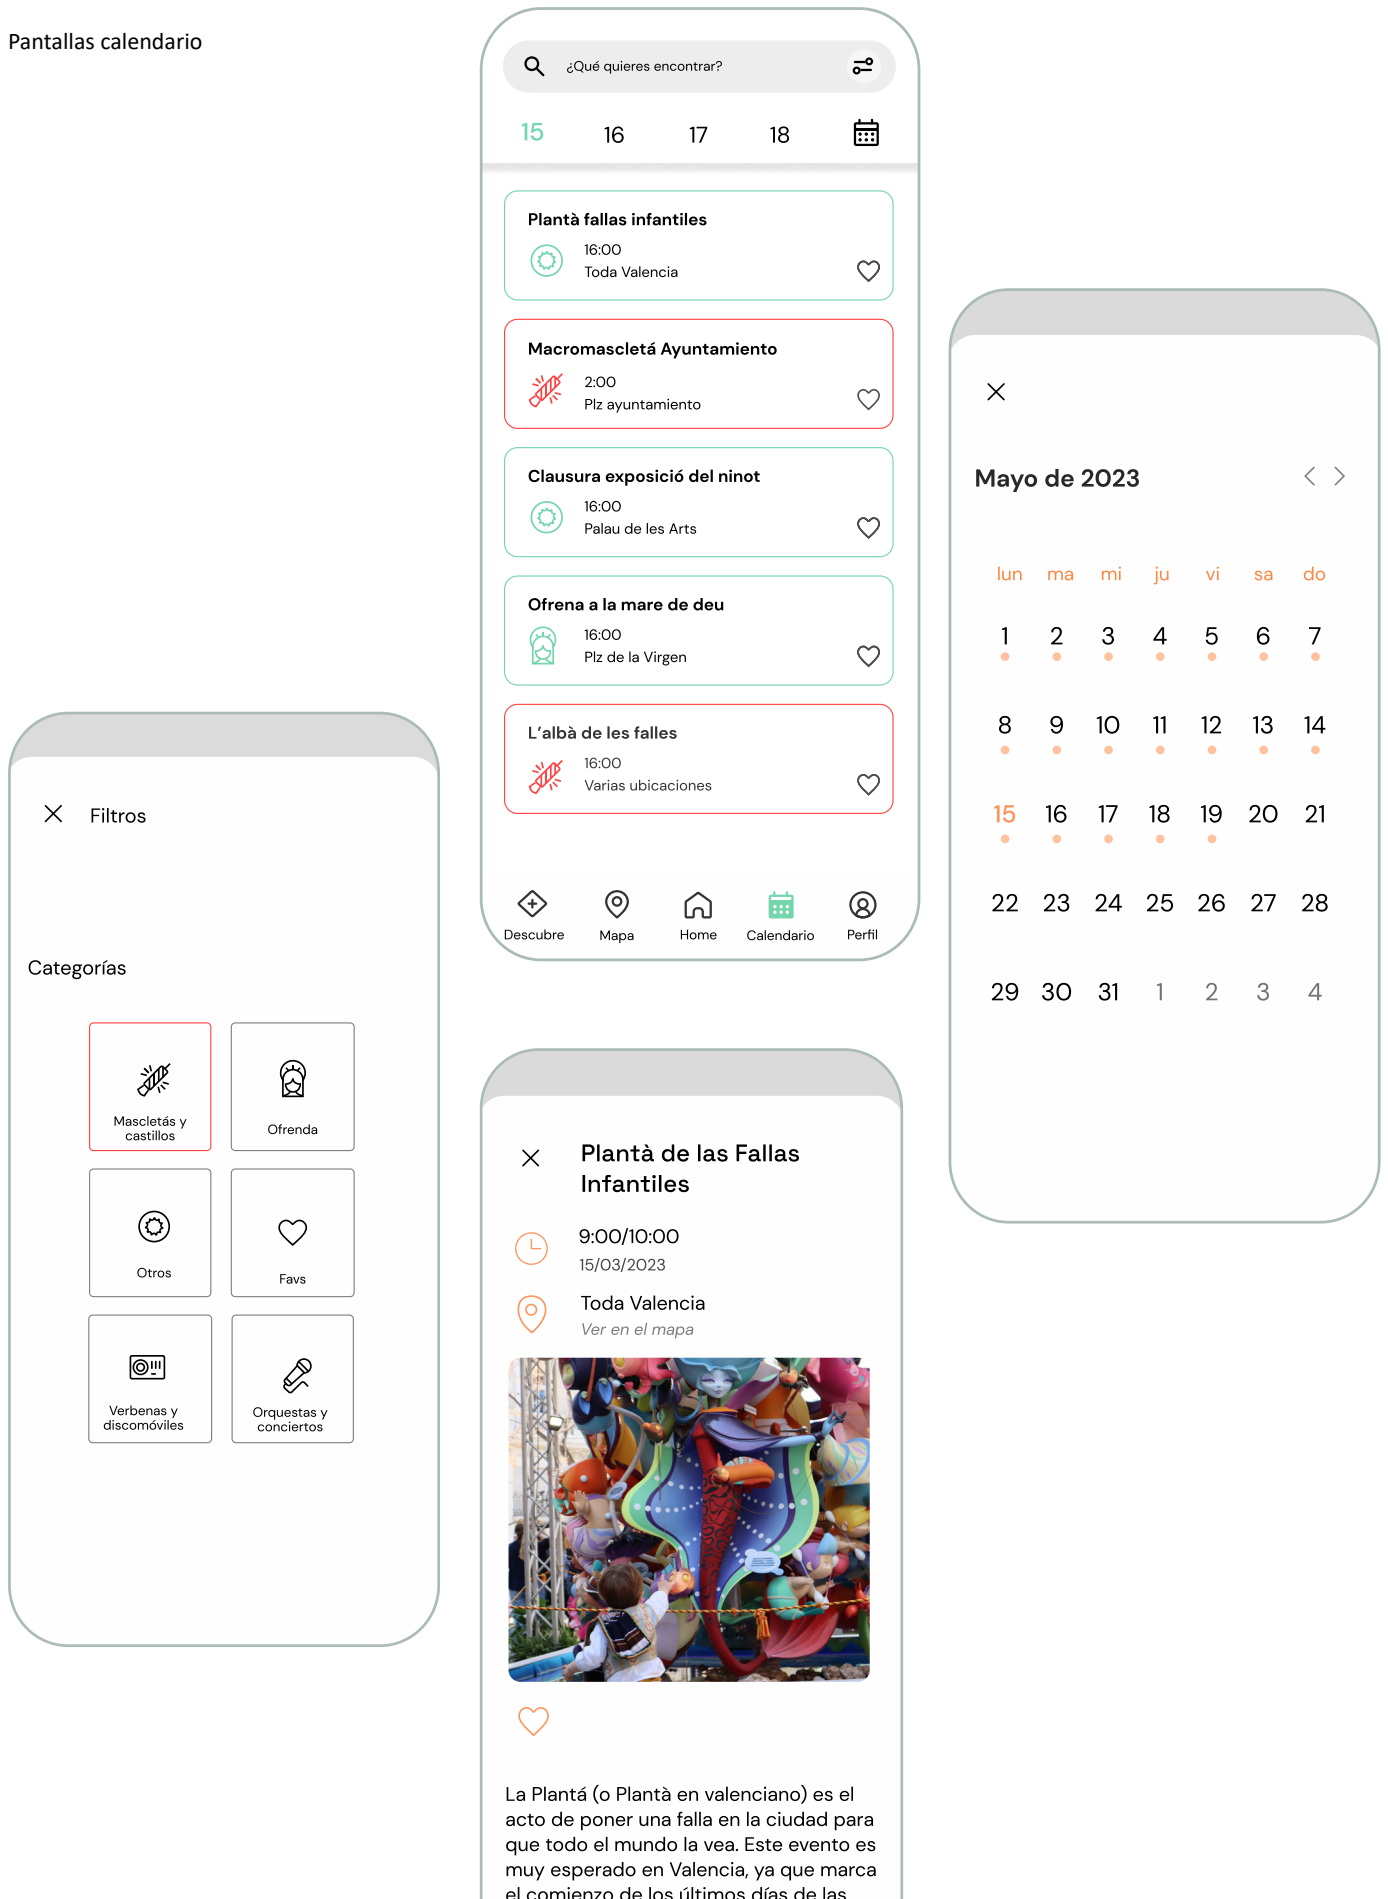 Pantallas calendario
¿Qué quieres encontrar?
15 16 17 18
Plantà fallas infantiles
16:00
Toda Valencia
Macromascletá Ayuntamiento
2:00
Plz ayuntamiento
Clausura exposició del ninot
16:00
Palau de les Arts
Ofrena a la mare de deu
16:00
Plz de la Virgen
L'albà de les falles
16:00
Varias ubicaciones
Descubre Mapa Home Calendario Perfil
Mayo de 2023
lun ma mi ju vi sa do
1 2 3 4 5 6 7
8 9 10 11 12 13 14
15 16 17 18 19 20 21
22 23 24 25 26 27 28
29 30 31 1 2 3 4
Filtros
Categorías
Mascletás y
castillos
Ofrenda
Otros
Favs
Verbenas y
discomóviles
Orquestas y
conciertos
Plantà de las Fallas
Infantiles
9:00/10:00
15/03/2023
Toda Valencia
Ver en el mapa
La Plantá (o Plantà en valenciano) es el
acto de poner una falla en la ciudad para
que todo el mundo la vea. Este evento es
muy esperado en Valencia, ya que marca
el comienzo de los últimos días de las